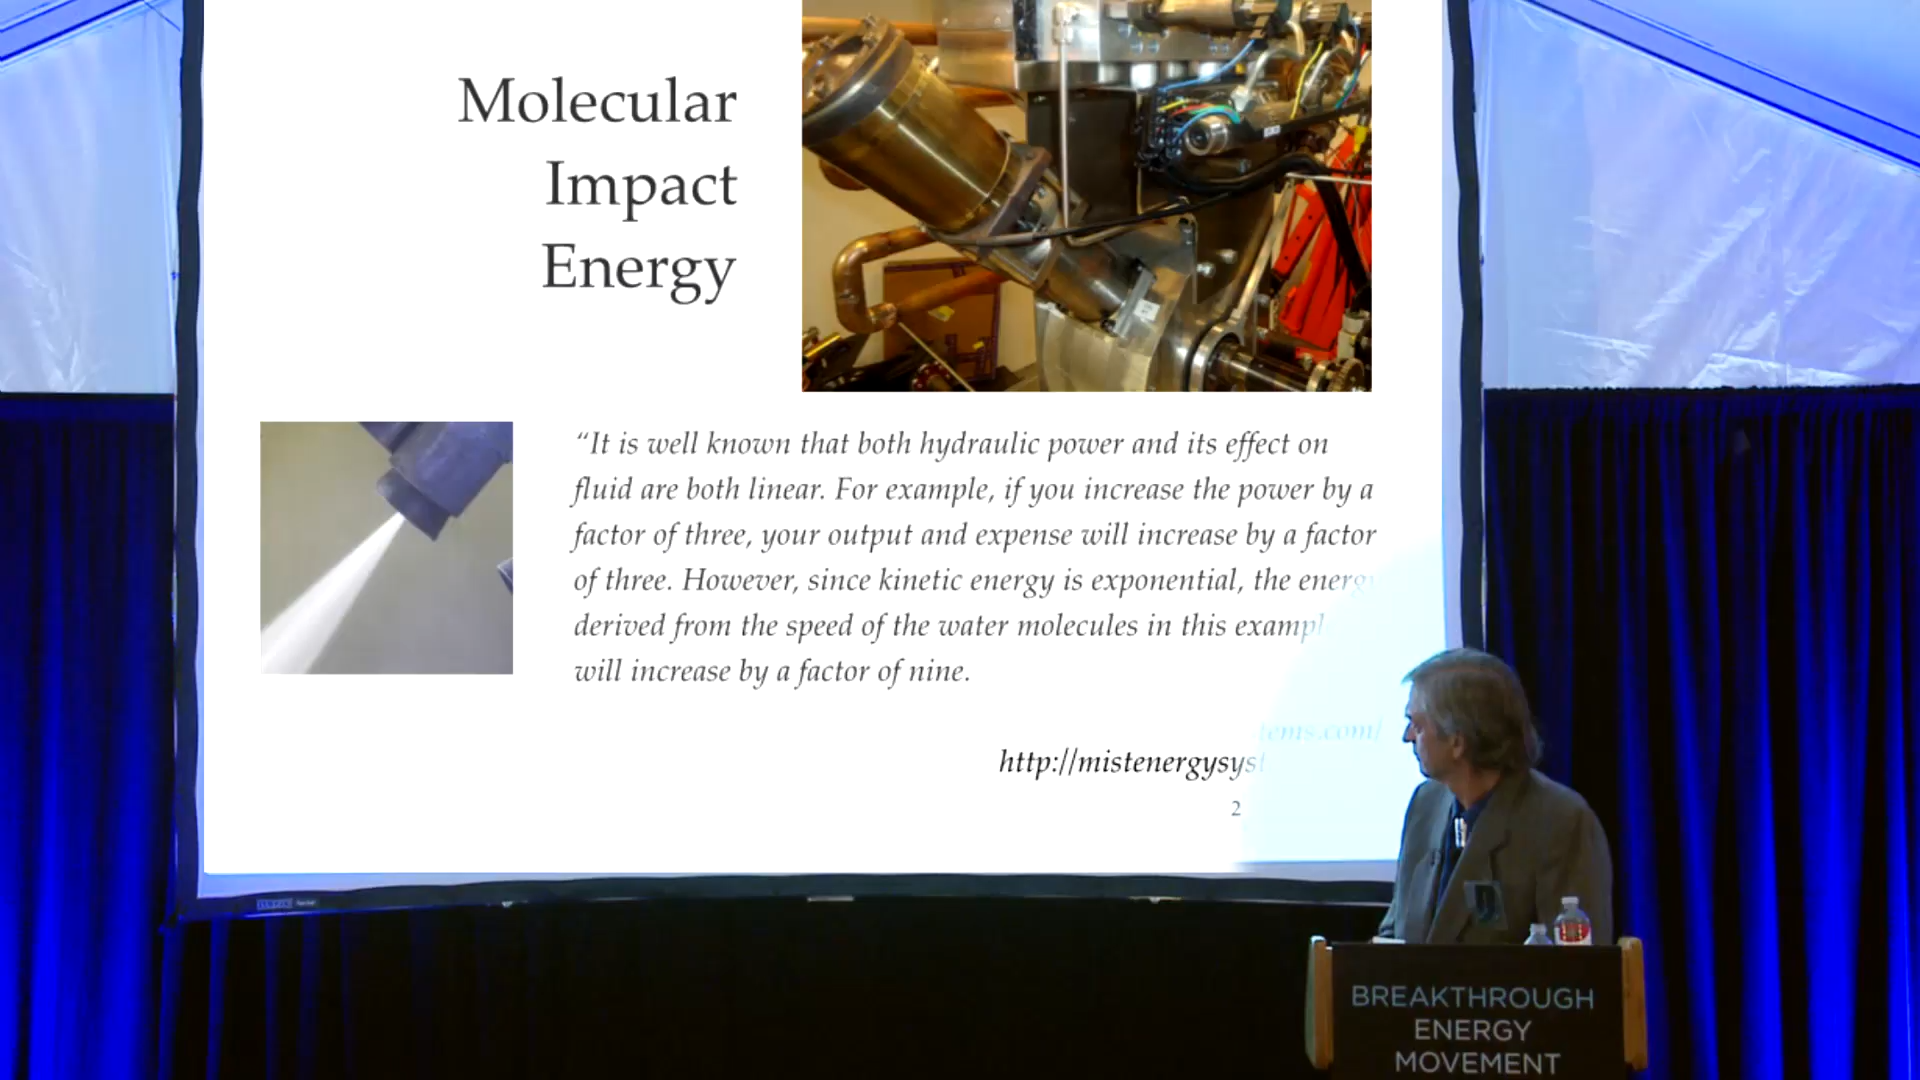 Molecular
Impact
Energy
“It is well known that both hydraulic power and its effect on
fluid are both linear. For example, if you increase the power by a
factor of three, your output and expense will increase by a factor
of three. However, since kinetic energy is exponential, the energy
derived from the speed of the water molecules in this exampl
will increase by a factor of nine.
tems.com/
http://mistenergysyst
2
BREAKTHROUGH
ENERGY
MOVEMENT